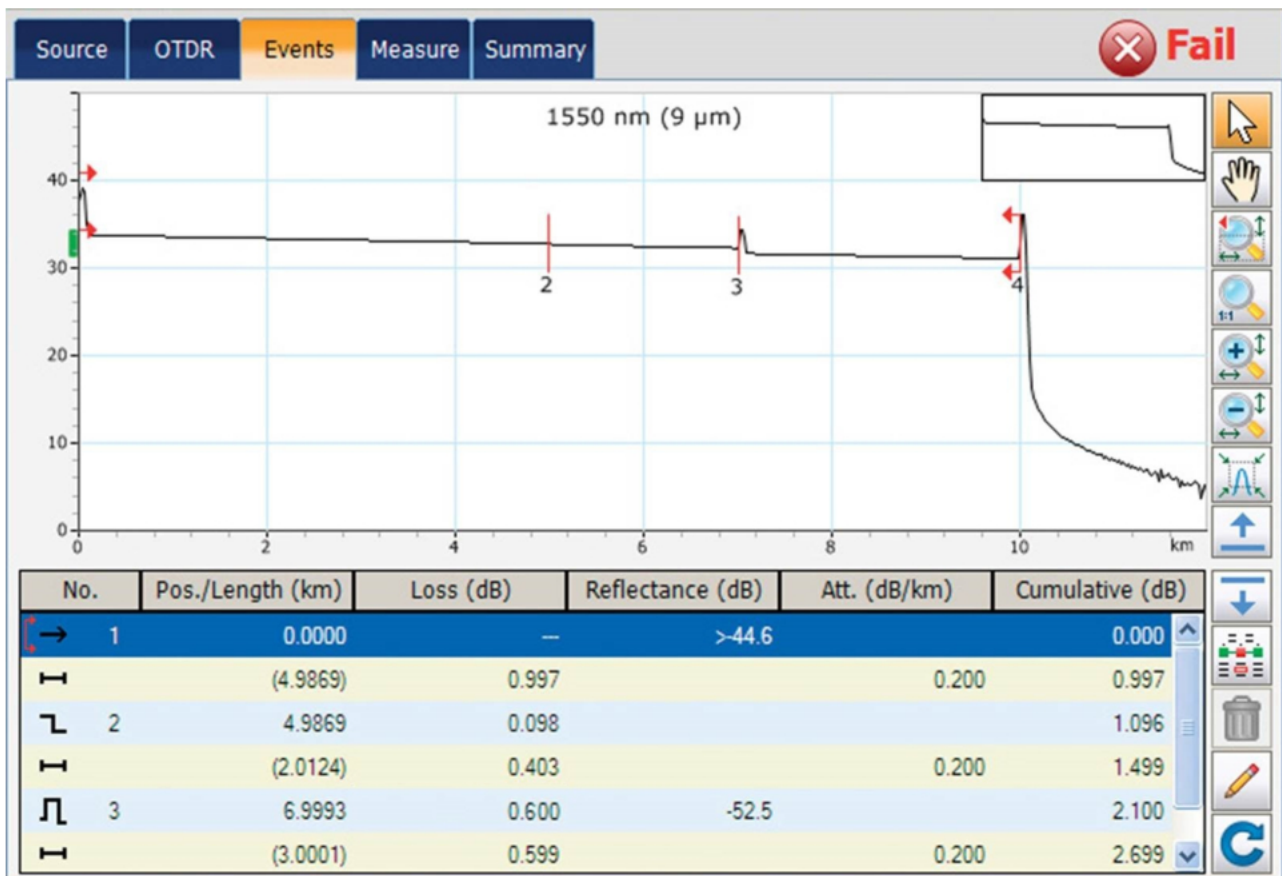 Source OTDR Events Measure Summary Fail
1550 nm (9 µm)
40
30
20
10
0
2
3
4
0 2 4 6 8 10 km
1:1
No. Pos./Length (km) Loss (dB) Reflectance (dB) Att. (dB/km) Cumulative (dB)
1 0.0000 --- >-44.6 0.000
(4.9869) 0.997 0.200 0.997
2 4.9869 0.098 1.096
(2.0124) 0.403 0.200 1.499
3 6.9993 0.600 -52.5 2.100
(3.0001) 0.599 0.200 2.699